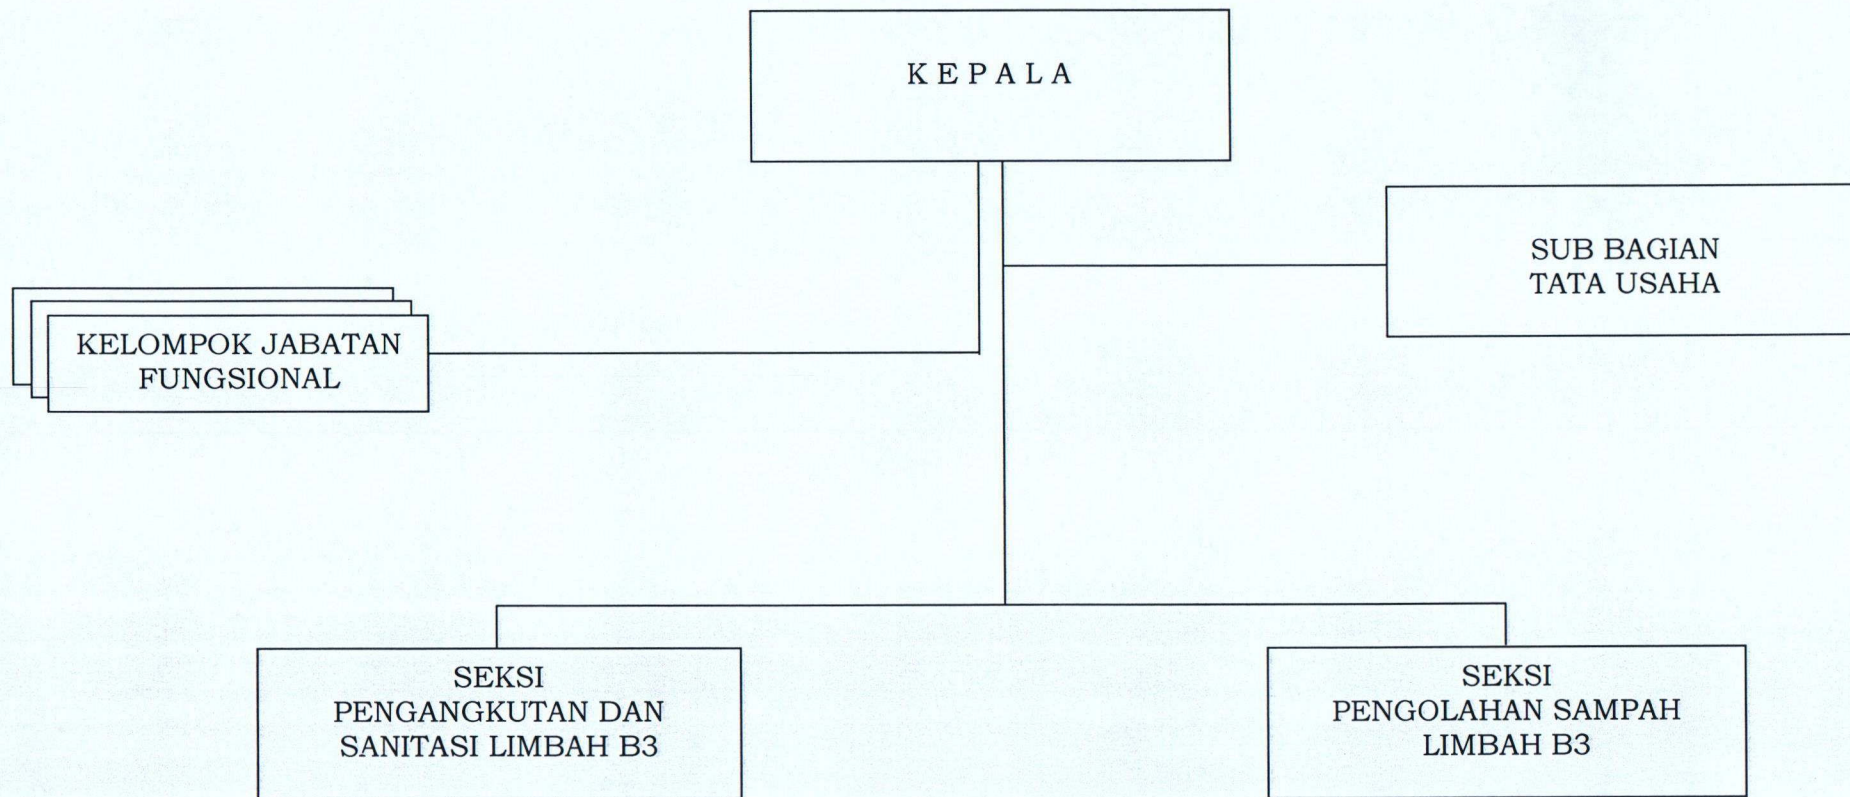 K E P A L A
SUB BAGIAN
TATA USAHA
KELOMPOK JABATAN
FUNGSIONAL
SEKSI
PENGANGKUTAN DAN
SANITASI LIMBAH B3
SEKSI
PENGOLAHAN SAMPAH
LIMBAH B3